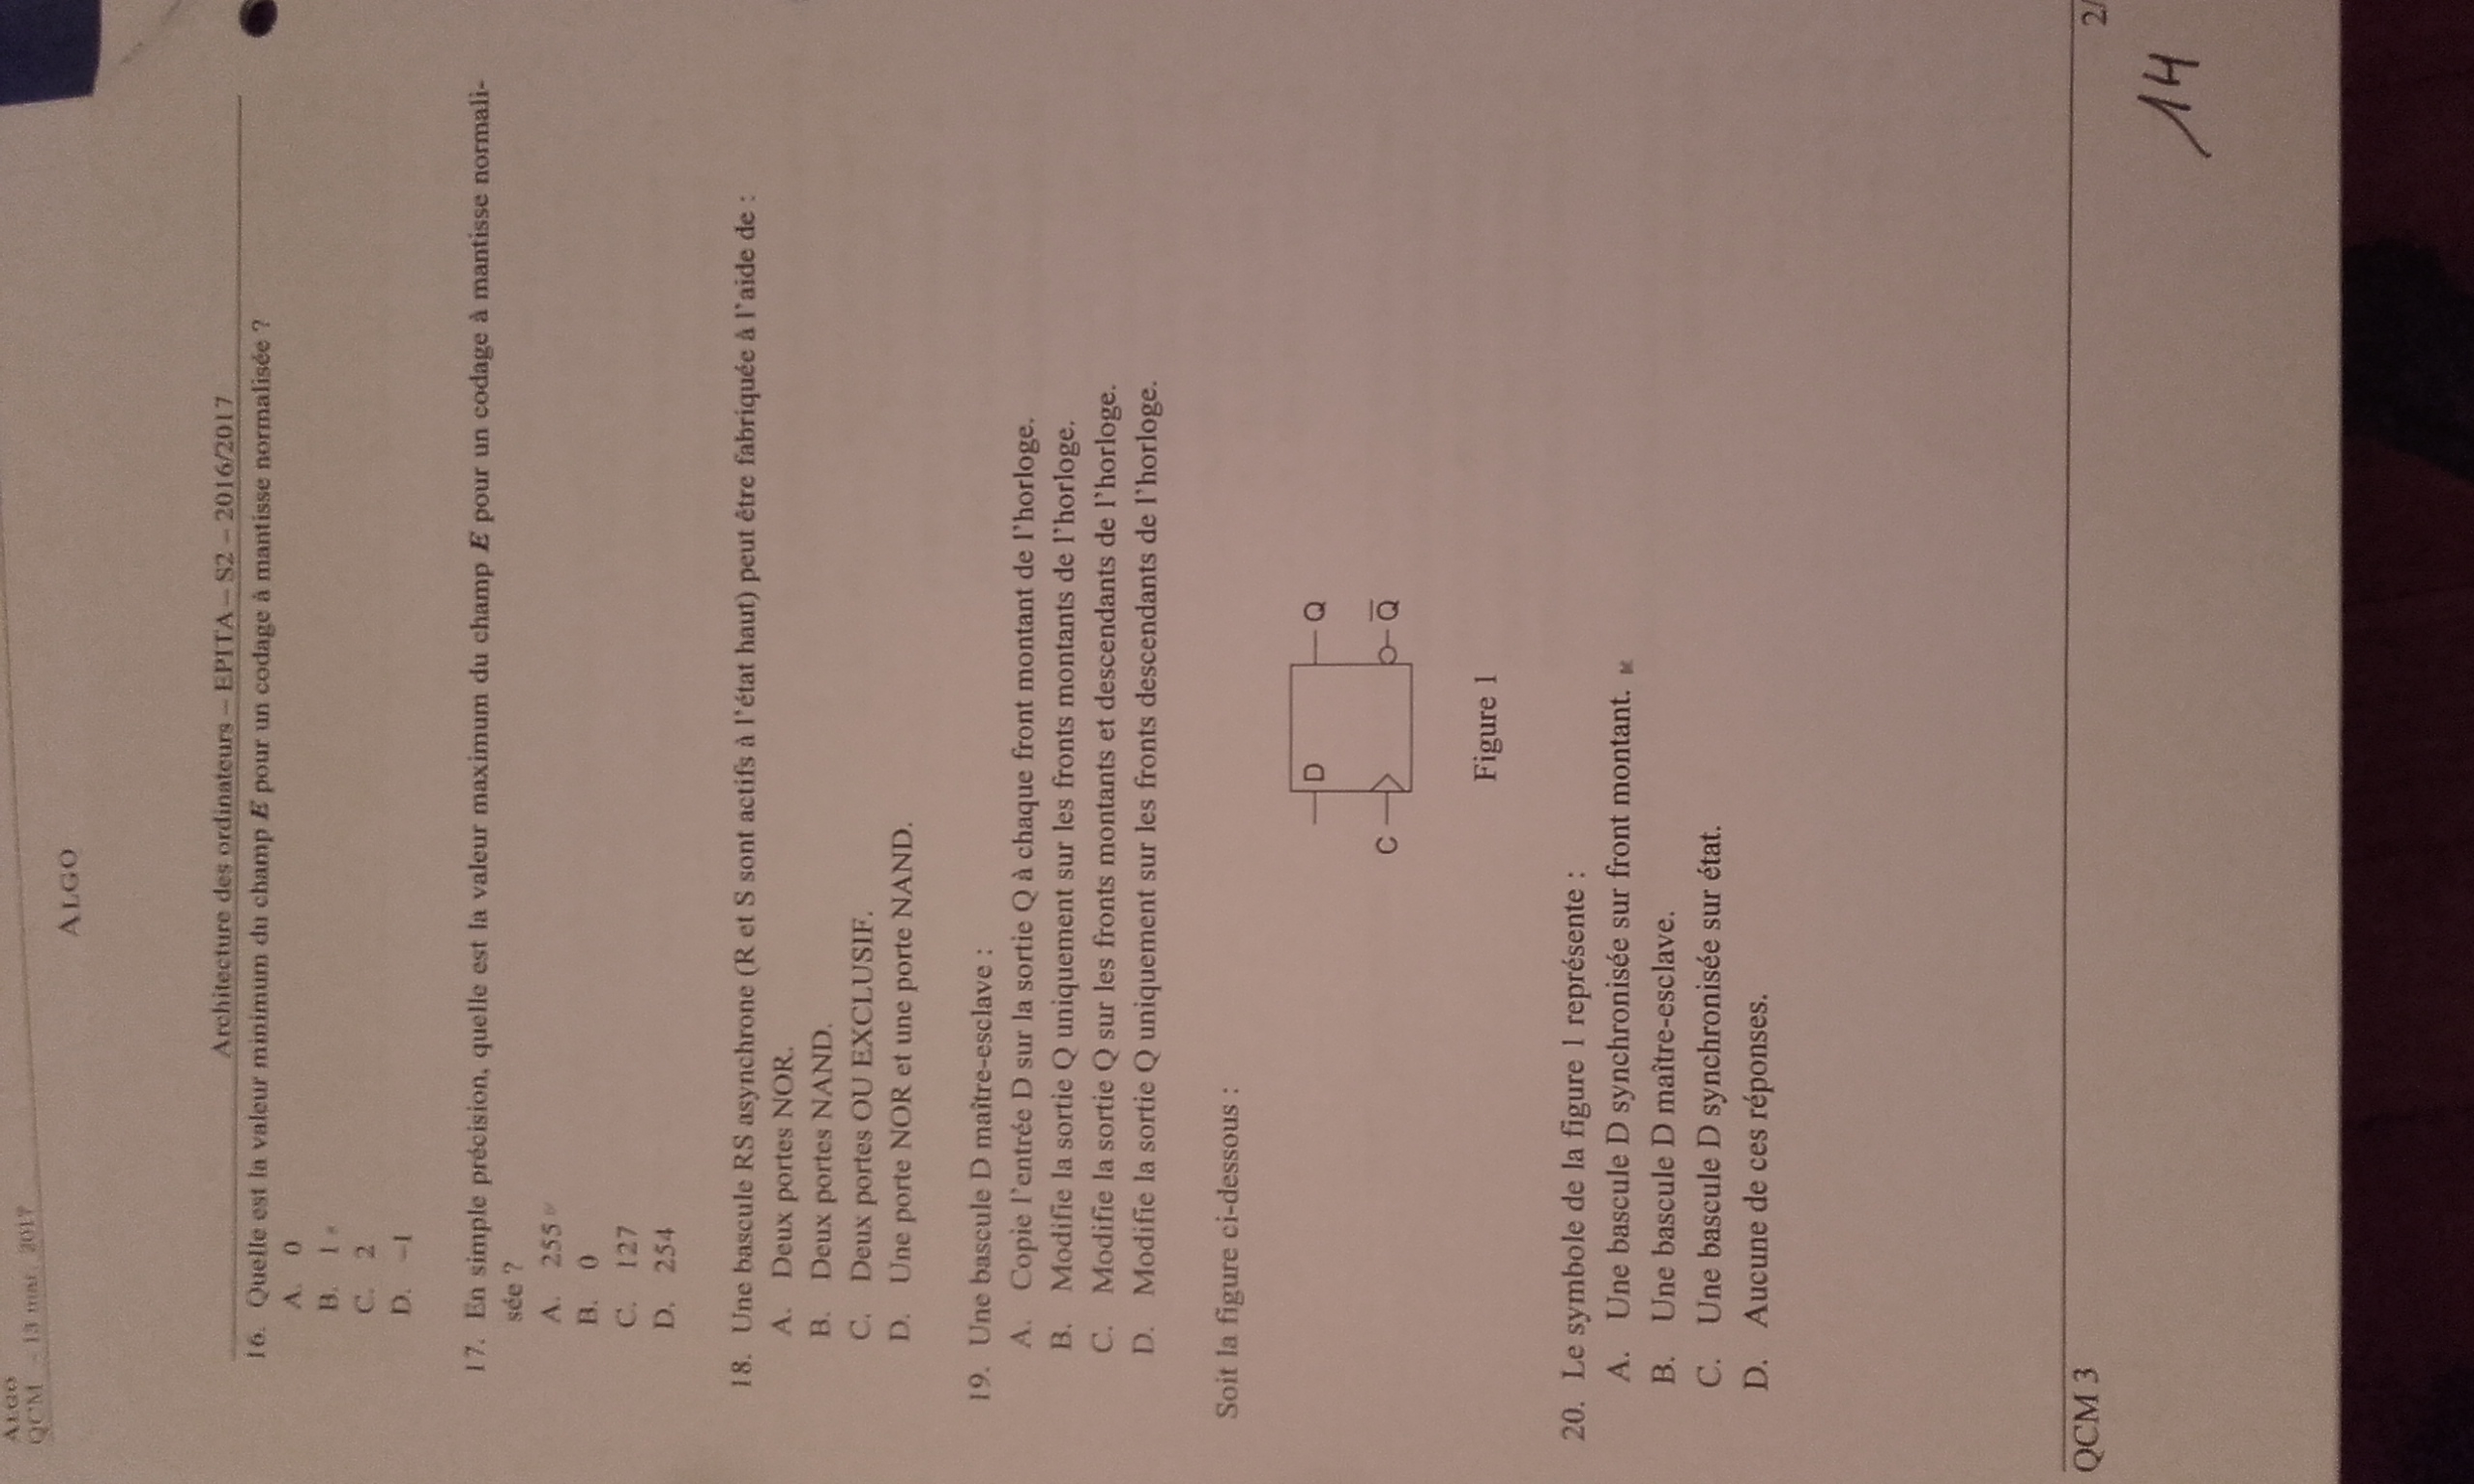 ALGO
QCM – 13 mar. 2017
ALGO
Architecture des ordinateurs – EPITA – S2 – 2016/2017
16. Quelle est la valeur minimum du champ E pour un codage à mantisse normalisée ?
A. 0
B. 1
C. 2
D. -1
17. En simple précision, quelle est la valeur maximum du champ E pour un codage à mantisse normali-
sée ?
A. 255
B. 0
C. 127
D. 254
18. Une bascule RS asynchrone (R et S sont actifs à l'état haut) peut être fabriquée à l'aide de :
A. Deux portes NOR.
B. Deux portes NAND.
C. Deux portes OU EXCLUSIF.
D. Une porte NOR et une porte NAND.
19. Une bascule D maître-esclave :
A. Copie l'entrée D sur la sortie Q à chaque front montant de l'horloge.
B. Modifie la sortie Q uniquement sur les fronts montants de l'horloge.
C. Modifie la sortie Q sur les fronts montants et descendants de l'horloge.
D. Modifie la sortie Q uniquement sur les fronts descendants de l'horloge.
Soit la figure ci-dessous :
D Q
C Q̅
Figure 1
20. Le symbole de la figure 1 représente :
A. Une bascule D synchronisée sur front montant.
B. Une bascule D maître-esclave.
C. Une bascule D synchronisée sur état.
D. Aucune de ces réponses.
QCM 3 2/
14